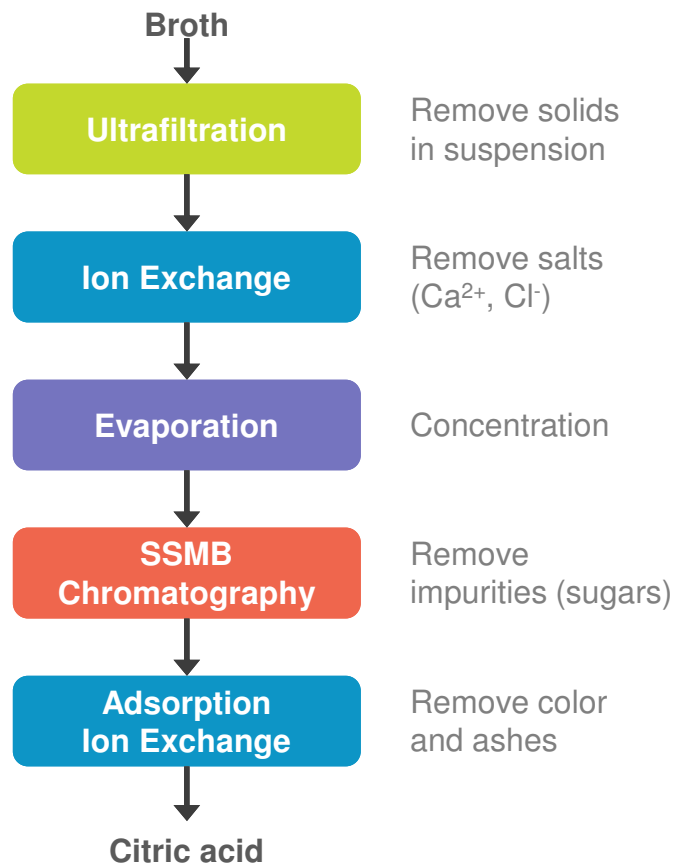 Broth
Ultrafiltration
Remove solids
in suspension
Ion Exchange
Remove salts
(Ca²⁺, Cl⁻)
Evaporation
Concentration
SSMB
Chromatography
Remove
impurities (sugars)
Adsorption
Ion Exchange
Remove color
and ashes
Citric acid